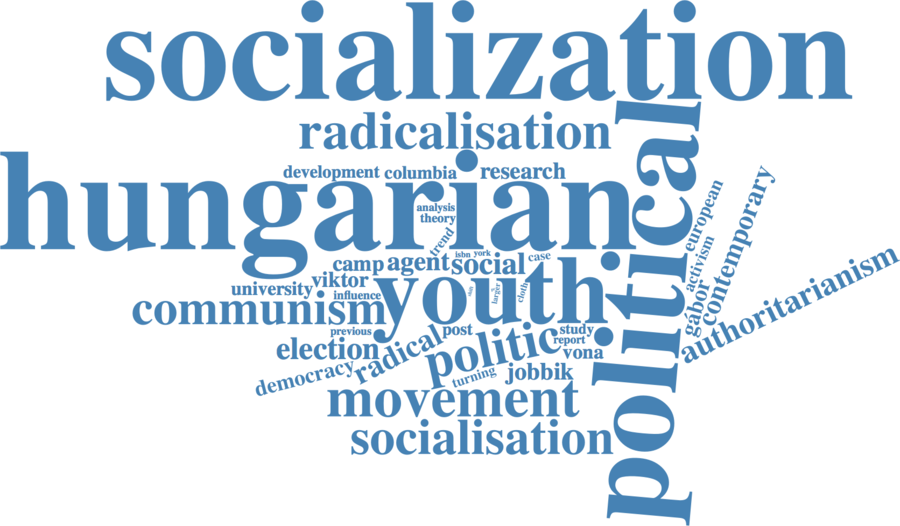 socialization
radicalisation
political
development columbia research
hungarian
analysis
theory
trend
isbn york
case
european
contemporary
activism
camp agent social
university viktor
influence
youth
larger
cloth
gábor
authoritarianism
communism
previous
post
study
report
election
radical
politic
vona
democracy
turning
jobbik
movement
socialisation